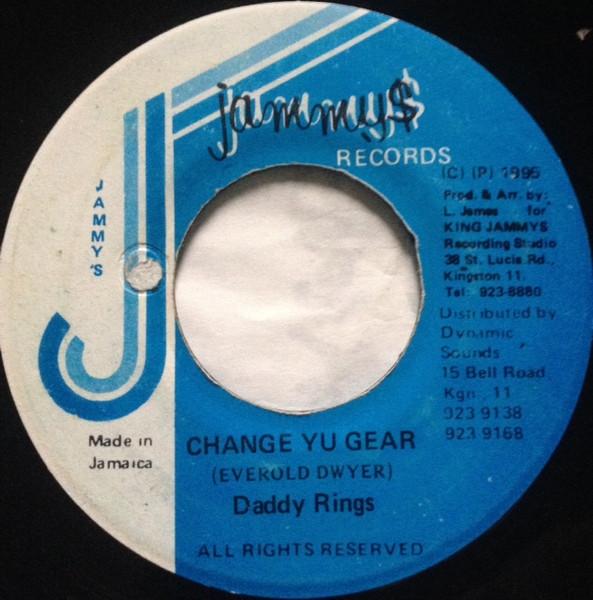 jammy$
RECORDS
JAMMY'S
(C) (P) 1995
Prod. & Arr. by:
L. James for
KING JAMMYS
Recording Studio
38 St. Lucia Rd.,
Kingston 11.
Tel: 923-8880
Distributed by
Dynamic
Sounds
15 Bell Road
Kgn. 11
923 9138
923 9168
Made in
Jamaica
CHANGE YU GEAR
(EVEROLD DWYER)
Daddy Rings
ALL RIGHTS RESERVED